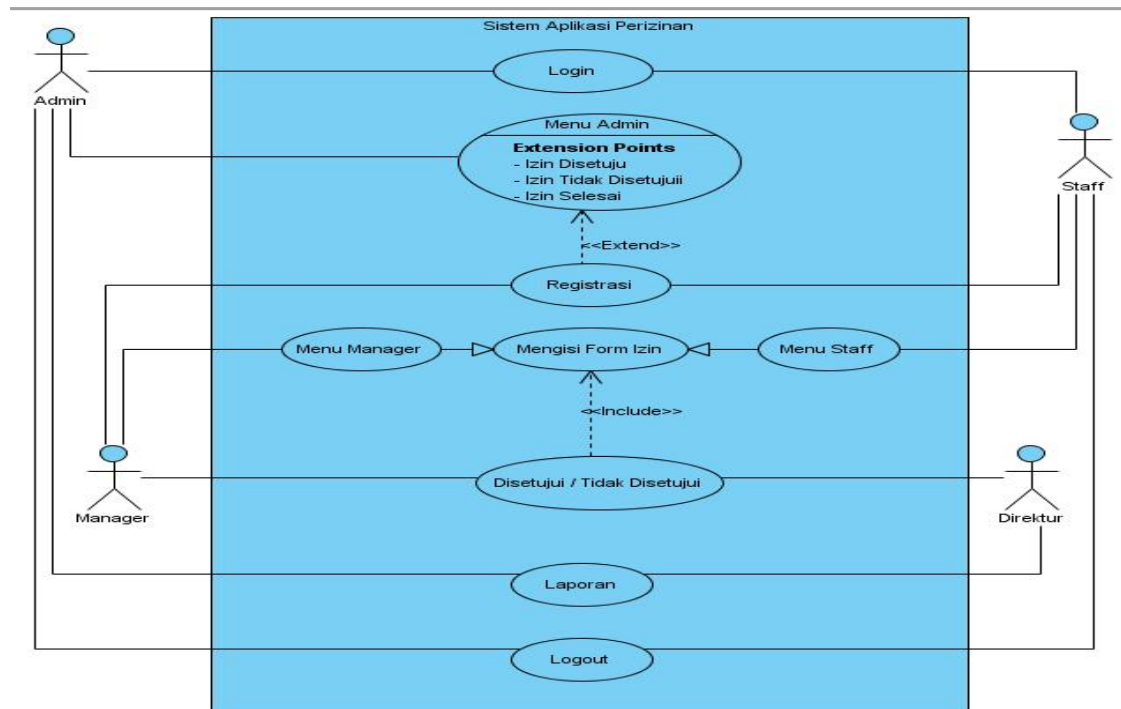 Sistem Aplikasi Perizinan
Login
Admin
Menu Admin
Extension Points
- Izin Disetuju
- Izin Tidak Disetujuii
- Izin Selesai
Staff
<<Extend>>
Registrasi
Menu Manager
Mengisi Form Izin
Menu Staff
<<Include>>
Disetujui / Tidak Disetujui
Manager
Direktur
Laporan
Logout